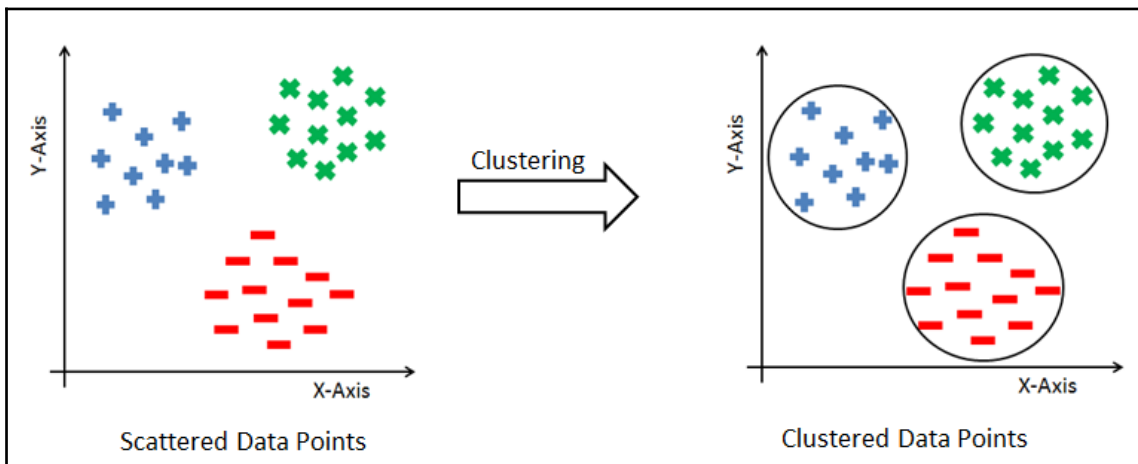 Y-Axis
X-Axis
Scattered Data Points
Clustering
Y-Axis
X-Axis
Clustered Data Points